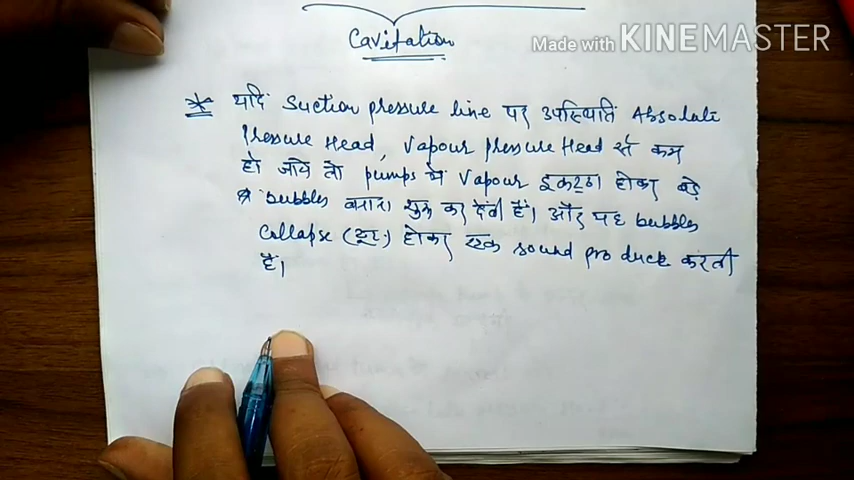 Made with KINEMASTER
Cavitation
* यदि Suction pressure line पर उपस्थिति Absolute
Pressure Head, Vapour pressure Head से कम
हो जाये तो pumps में Vapour इकट्ठा होकर बड़े
bubbles बनाना शुरू कर देती हैं। और यह bubbles
Collapse ( ) होकर एक sound produce करती
हैं।